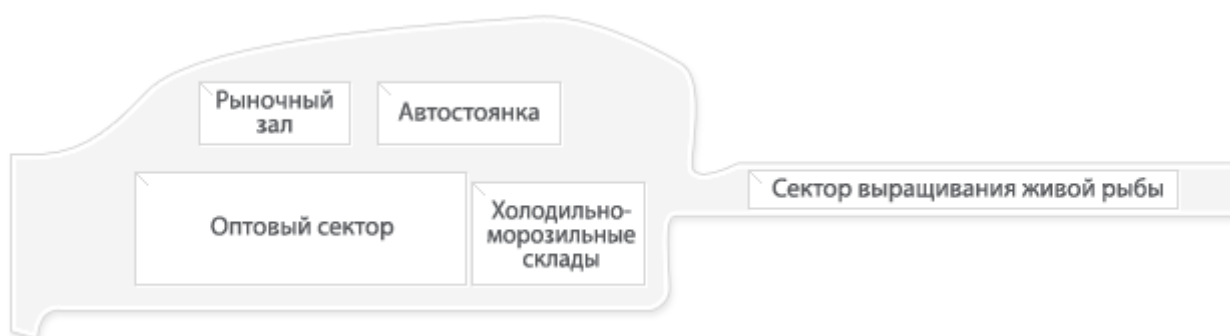 Рыночный
зал
Автостоянка
Оптовый сектор
Холодильно-
морозильные
склады
Сектор выращивания живой рыбы